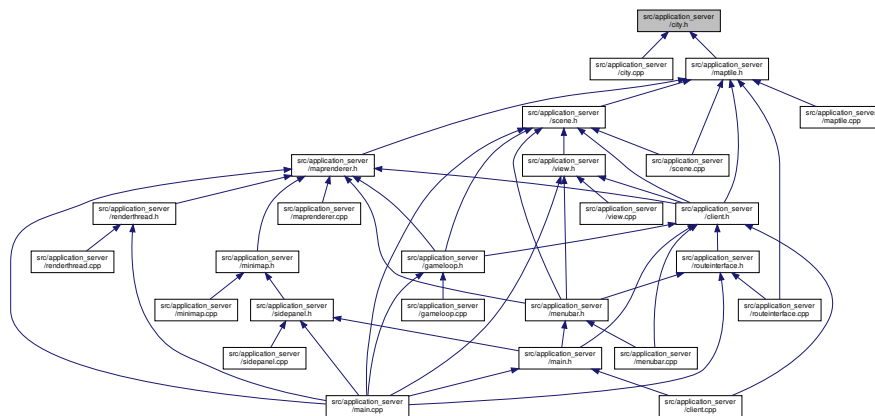 src/application_server
/city.h
src/application_server
/city.cpp
src/application_server
/maptile.h
src/application_server
/scene.h
src/application_server
/maptile.cpp
src/application_server
/maprenderer.h
src/application_server
/view.h
src/application_server
/scene.cpp
src/application_server
/renderthread.h
src/application_server
/maprenderer.cpp
src/application_server
/view.cpp
src/application_server
/client.h
src/application_server
/renderthread.cpp
src/application_server
/minimap.h
src/application_server
/gameloop.h
src/application_server
/routeinterface.h
src/application_server
/minimap.cpp
src/application_server
/sidepanel.h
src/application_server
/gameloop.cpp
src/application_server
/menubar.h
src/application_server
/routeinterface.cpp
src/application_server
/sidepanel.cpp
src/application_server
/main.h
src/application_server
/menubar.cpp
src/application_server
/main.cpp
src/application_server
/client.cpp